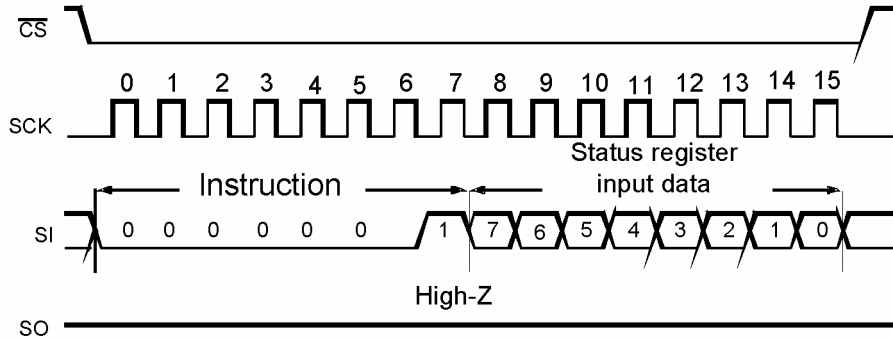 CS
0 1 2 3 4 5 6 7 8 9 10 11 12 13 14 15
SCK
Status register
Instruction
input data
SI
0 0 0 0 0 0 1 7 6 5 4 3 2 1 0
High-Z
SO